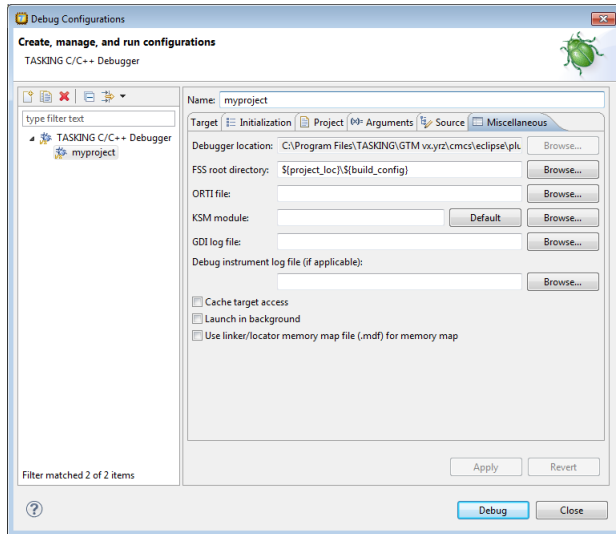 Debug Configurations
Create, manage, and run configurations
TASKING C/C++ Debugger
type filter text
TASKING C/C++ Debugger
myproject
Filter matched 2 of 2 items
Name: myproject
Target Initialization Project (x)= Arguments Source Miscellaneous
Debugger location: C:\Program Files\TASKING\GTM vx.yrz\cmcs\eclipse\plu Browse...
FSS root directory: ${project_loc}\${build_config} Browse...
ORTI file: Browse...
KSM module: Default Browse...
GDI log file: Browse...
Debug instrument log file (if applicable):
Browse...
Cache target access
Launch in background
Use linker/locator memory map file (.mdf) for memory map
Apply Revert
? Debug Close